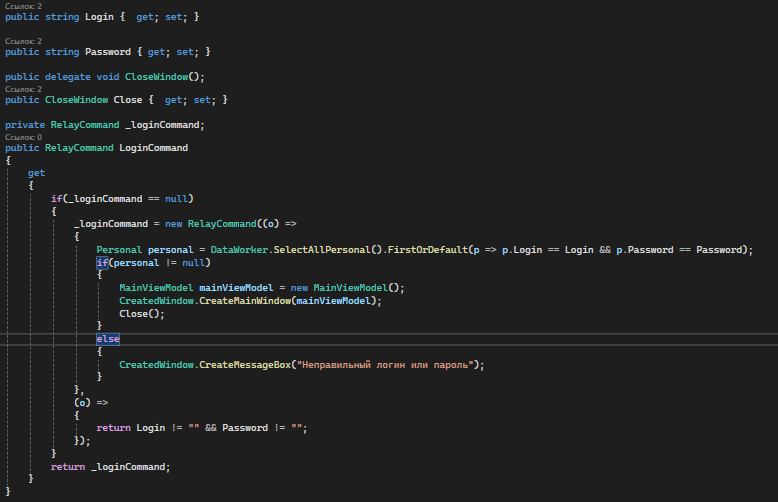 Ссылок: 2
public string Login {  get; set; }
Ссылок: 2
public string Password { get; set; }
public delegate void CloseWindow();
Ссылок: 2
public CloseWindow Close {  get; set; }
private RelayCommand _loginCommand;
Ссылок: 0
public RelayCommand LoginCommand
{
get
{
if(_loginCommand == null)
{
_loginCommand = new RelayCommand((o) =>
{
Personal personal = DataWorker.SelectAllPersonal().FirstOrDefault(p => p.Login == Login && p.Password == Password);
if(personal != null)
{
MainViewModel mainViewModel = new MainViewModel();
CreatedWindow.CreateMainWindow(mainViewModel);
Close();
}
else
{
CreatedWindow.CreateMessageBox("Неправильный логин или пароль");
}
},
(o) =>
{
return Login != "" && Password != "";
});
}
return _loginCommand;
}
}